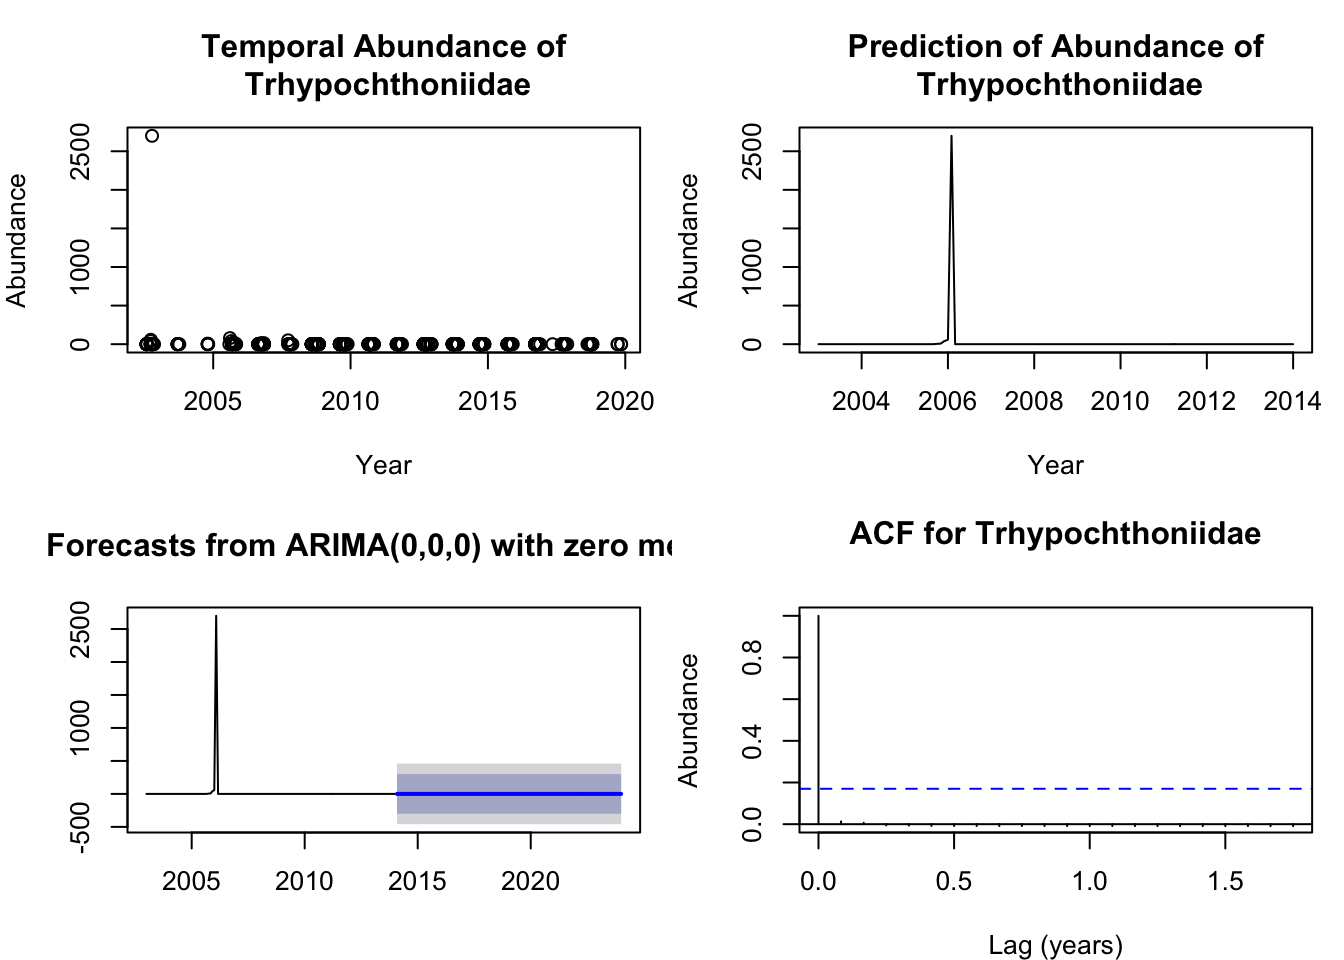 Temporal Abundance of
Trhypochthoniidae
Abundance
2500
1000
0
2005 2010 2015 2020
Year
Prediction of Abundance of
Trhypochthoniidae
Abundance
2500
1000
0
2004 2006 2008 2010 2012 2014
Year
Forecasts from ARIMA(0,0,0) with zero me
2500
1000
-500
2005 2010 2015 2020
ACF for Trhypochthoniidae
Abundance
0.8
0.4
0.0
0.0 0.5 1.0 1.5
Lag (years)